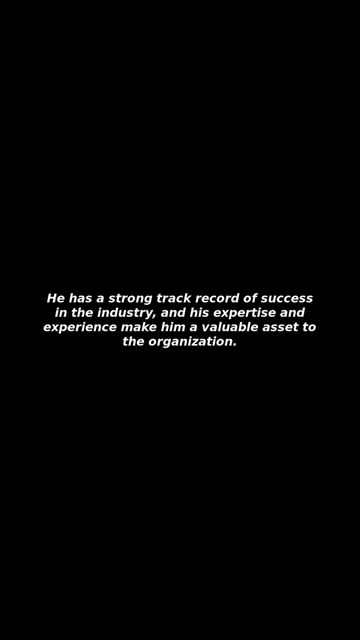 He has a strong track record of success
in the industry, and his expertise and
experience make him a valuable asset to
the organization.